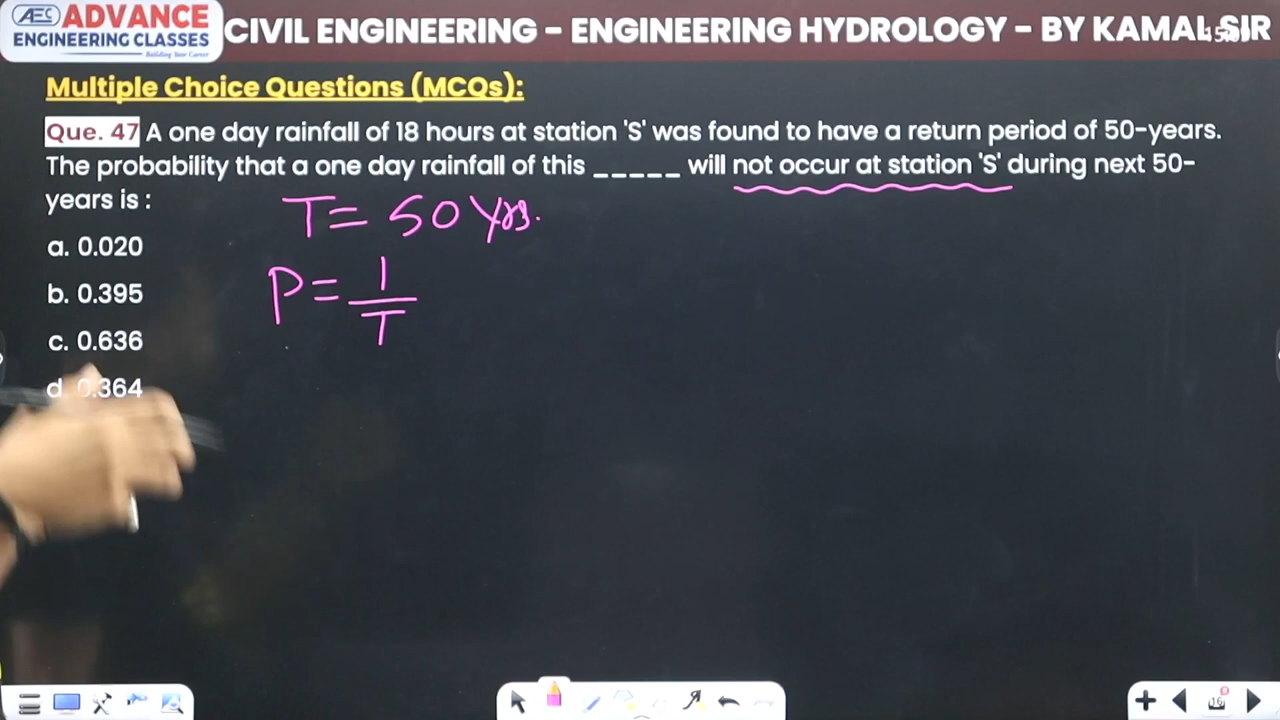 AEC ADVANCE
ENGINEERING CLASSES
Building Your Career
CIVIL ENGINEERING - ENGINEERING HYDROLOGY - BY KAMAL SIR
Multiple Choice Questions (MCQs):
Que. 47 A one day rainfall of 18 hours at station 'S' was found to have a return period of 50-years.
The probability that a one day rainfall of this _____ will not occur at station 'S' during next 50-
years is :
T = 50 Yrs.
a. 0.020
b. 0.395
P = 1/T
c. 0.636
d. 0.364